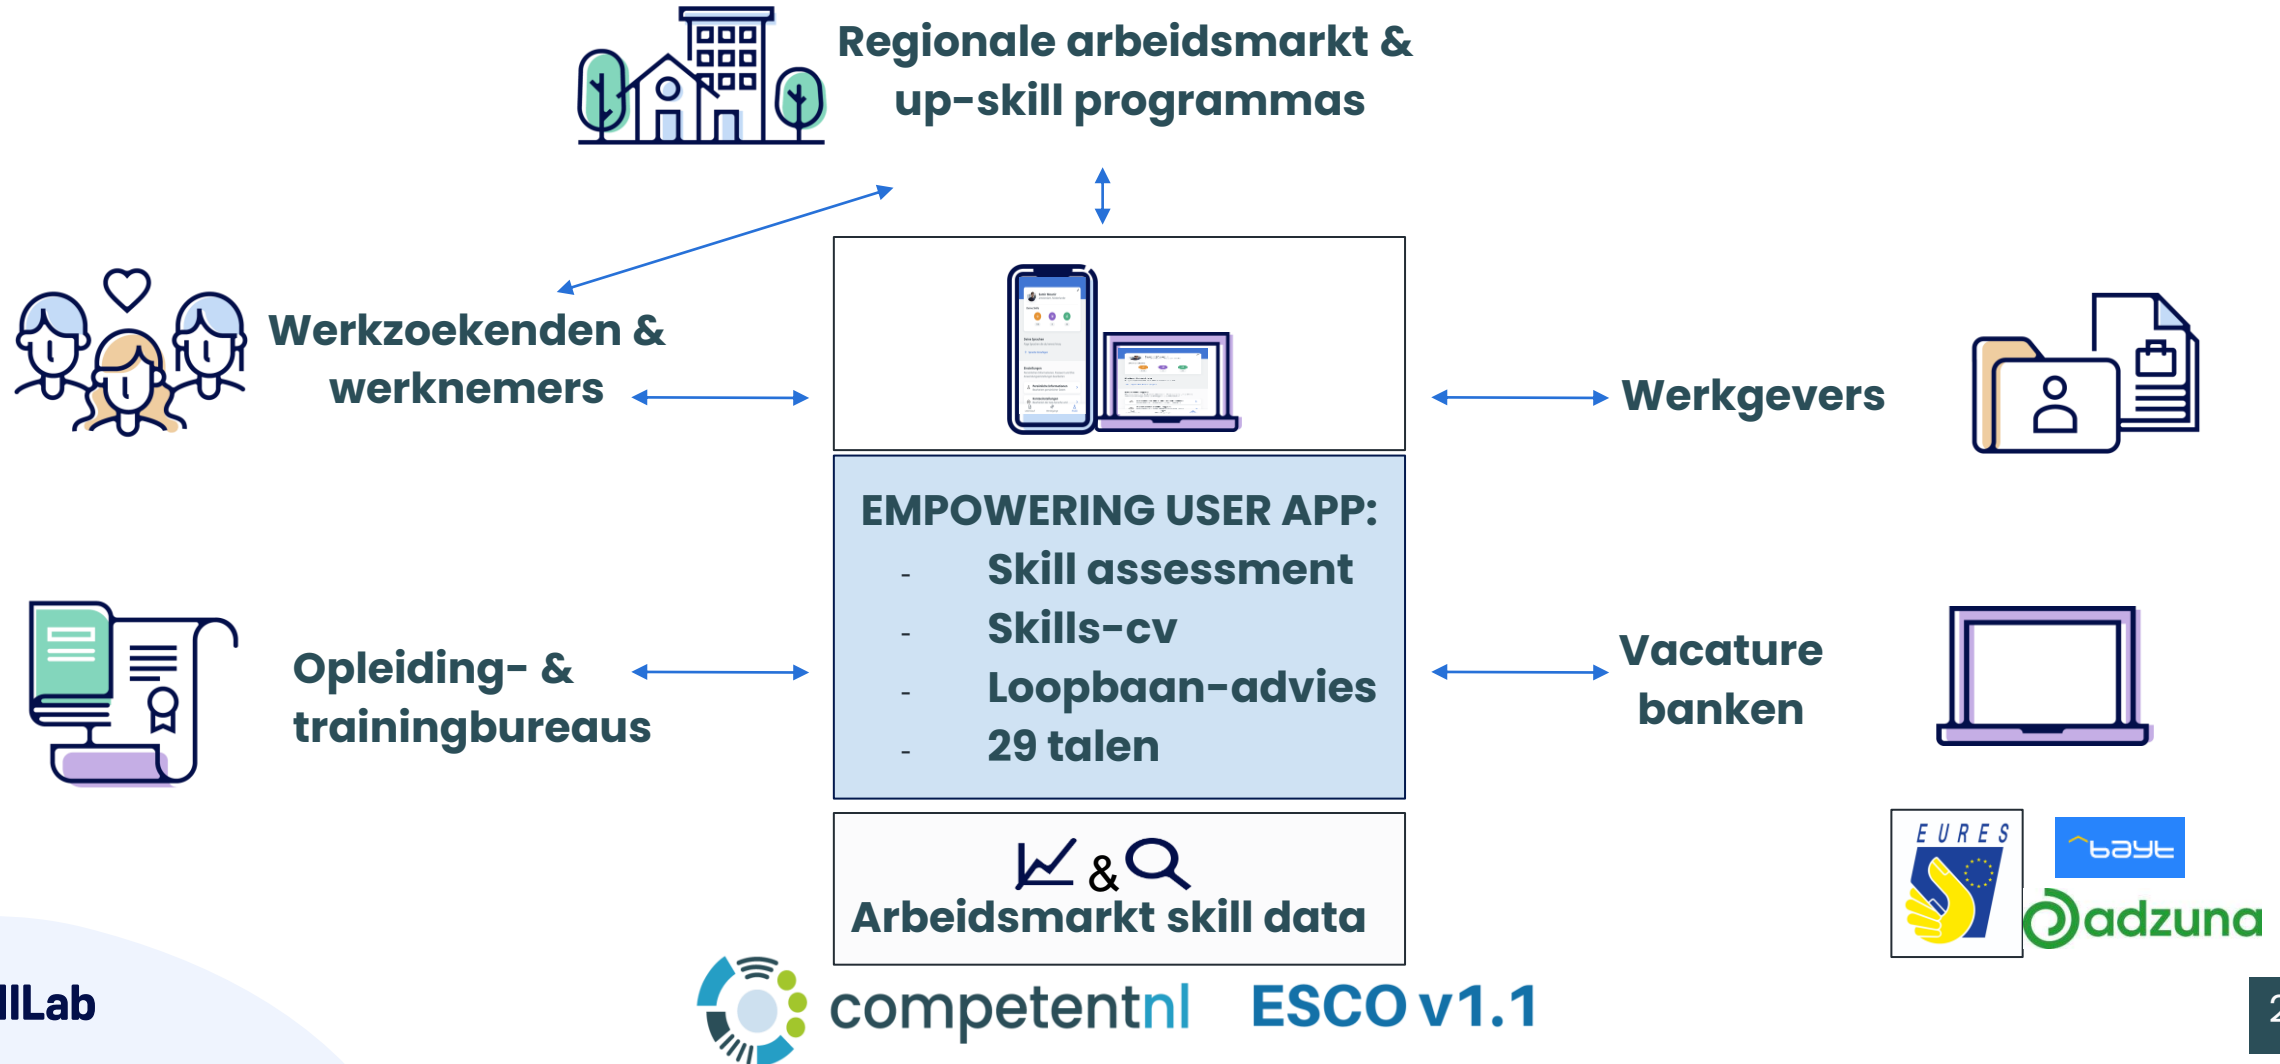 Regionale arbeidsmarkt &
up-skill programmas
Werkzoekenden &
werknemers
Werkgevers
EMPOWERING USER APP:
- Skill assessment
- Skills-cv
- Loopbaan-advies
- 29 talen
Opleiding- &
trainingbureaus
Vacature
banken
&
Arbeidsmarkt skill data
EURES
bayt
adzuna
competentnl
ESCO v1.1
llLab
2